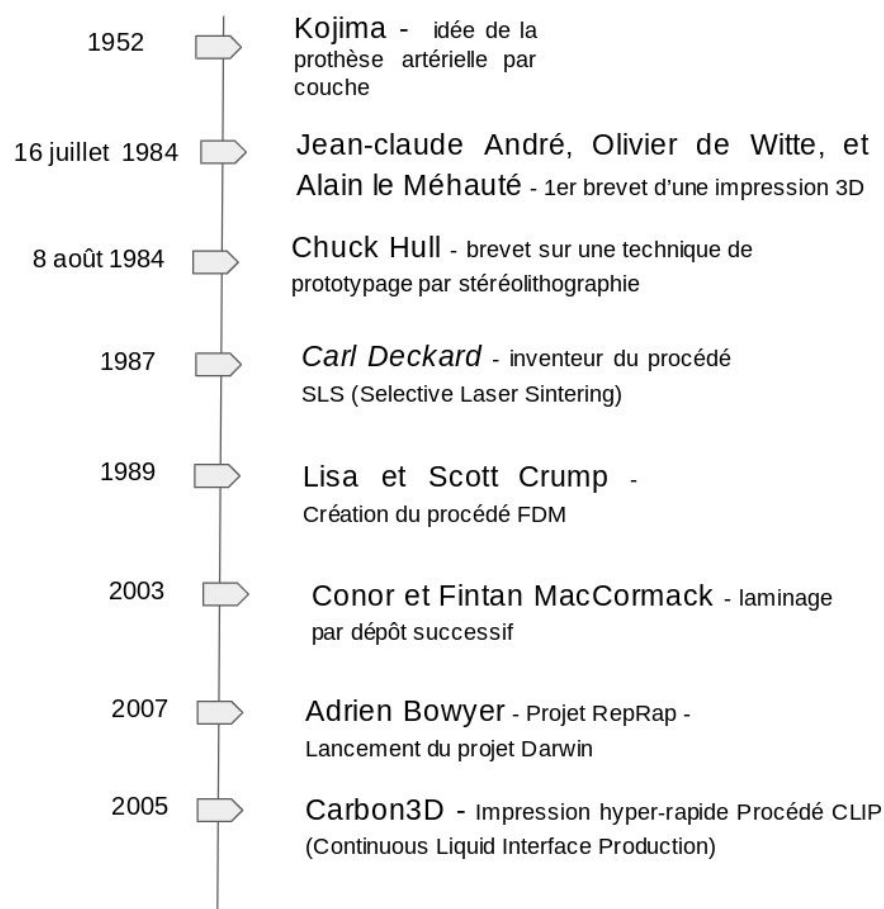 1952
Kojima - idée de la
prothèse artérielle par
couche
16 juillet 1984
Jean-claude André, Olivier de Witte, et
Alain le Méhauté - 1er brevet d'une impression 3D
8 août 1984
Chuck Hull - brevet sur une technique de
prototypage par stéréolithographie
1987
Carl Deckard - inventeur du procédé
SLS (Selective Laser Sintering)
1989
Lisa et Scott Crump -
Création du procédé FDM
2003
Conor et Fintan MacCormack - laminage
par dépôt successif
2007
Adrien Bowyer - Projet RepRap -
Lancement du projet Darwin
2005
Carbon3D - Impression hyper-rapide Procédé CLIP
(Continuous Liquid Interface Production)